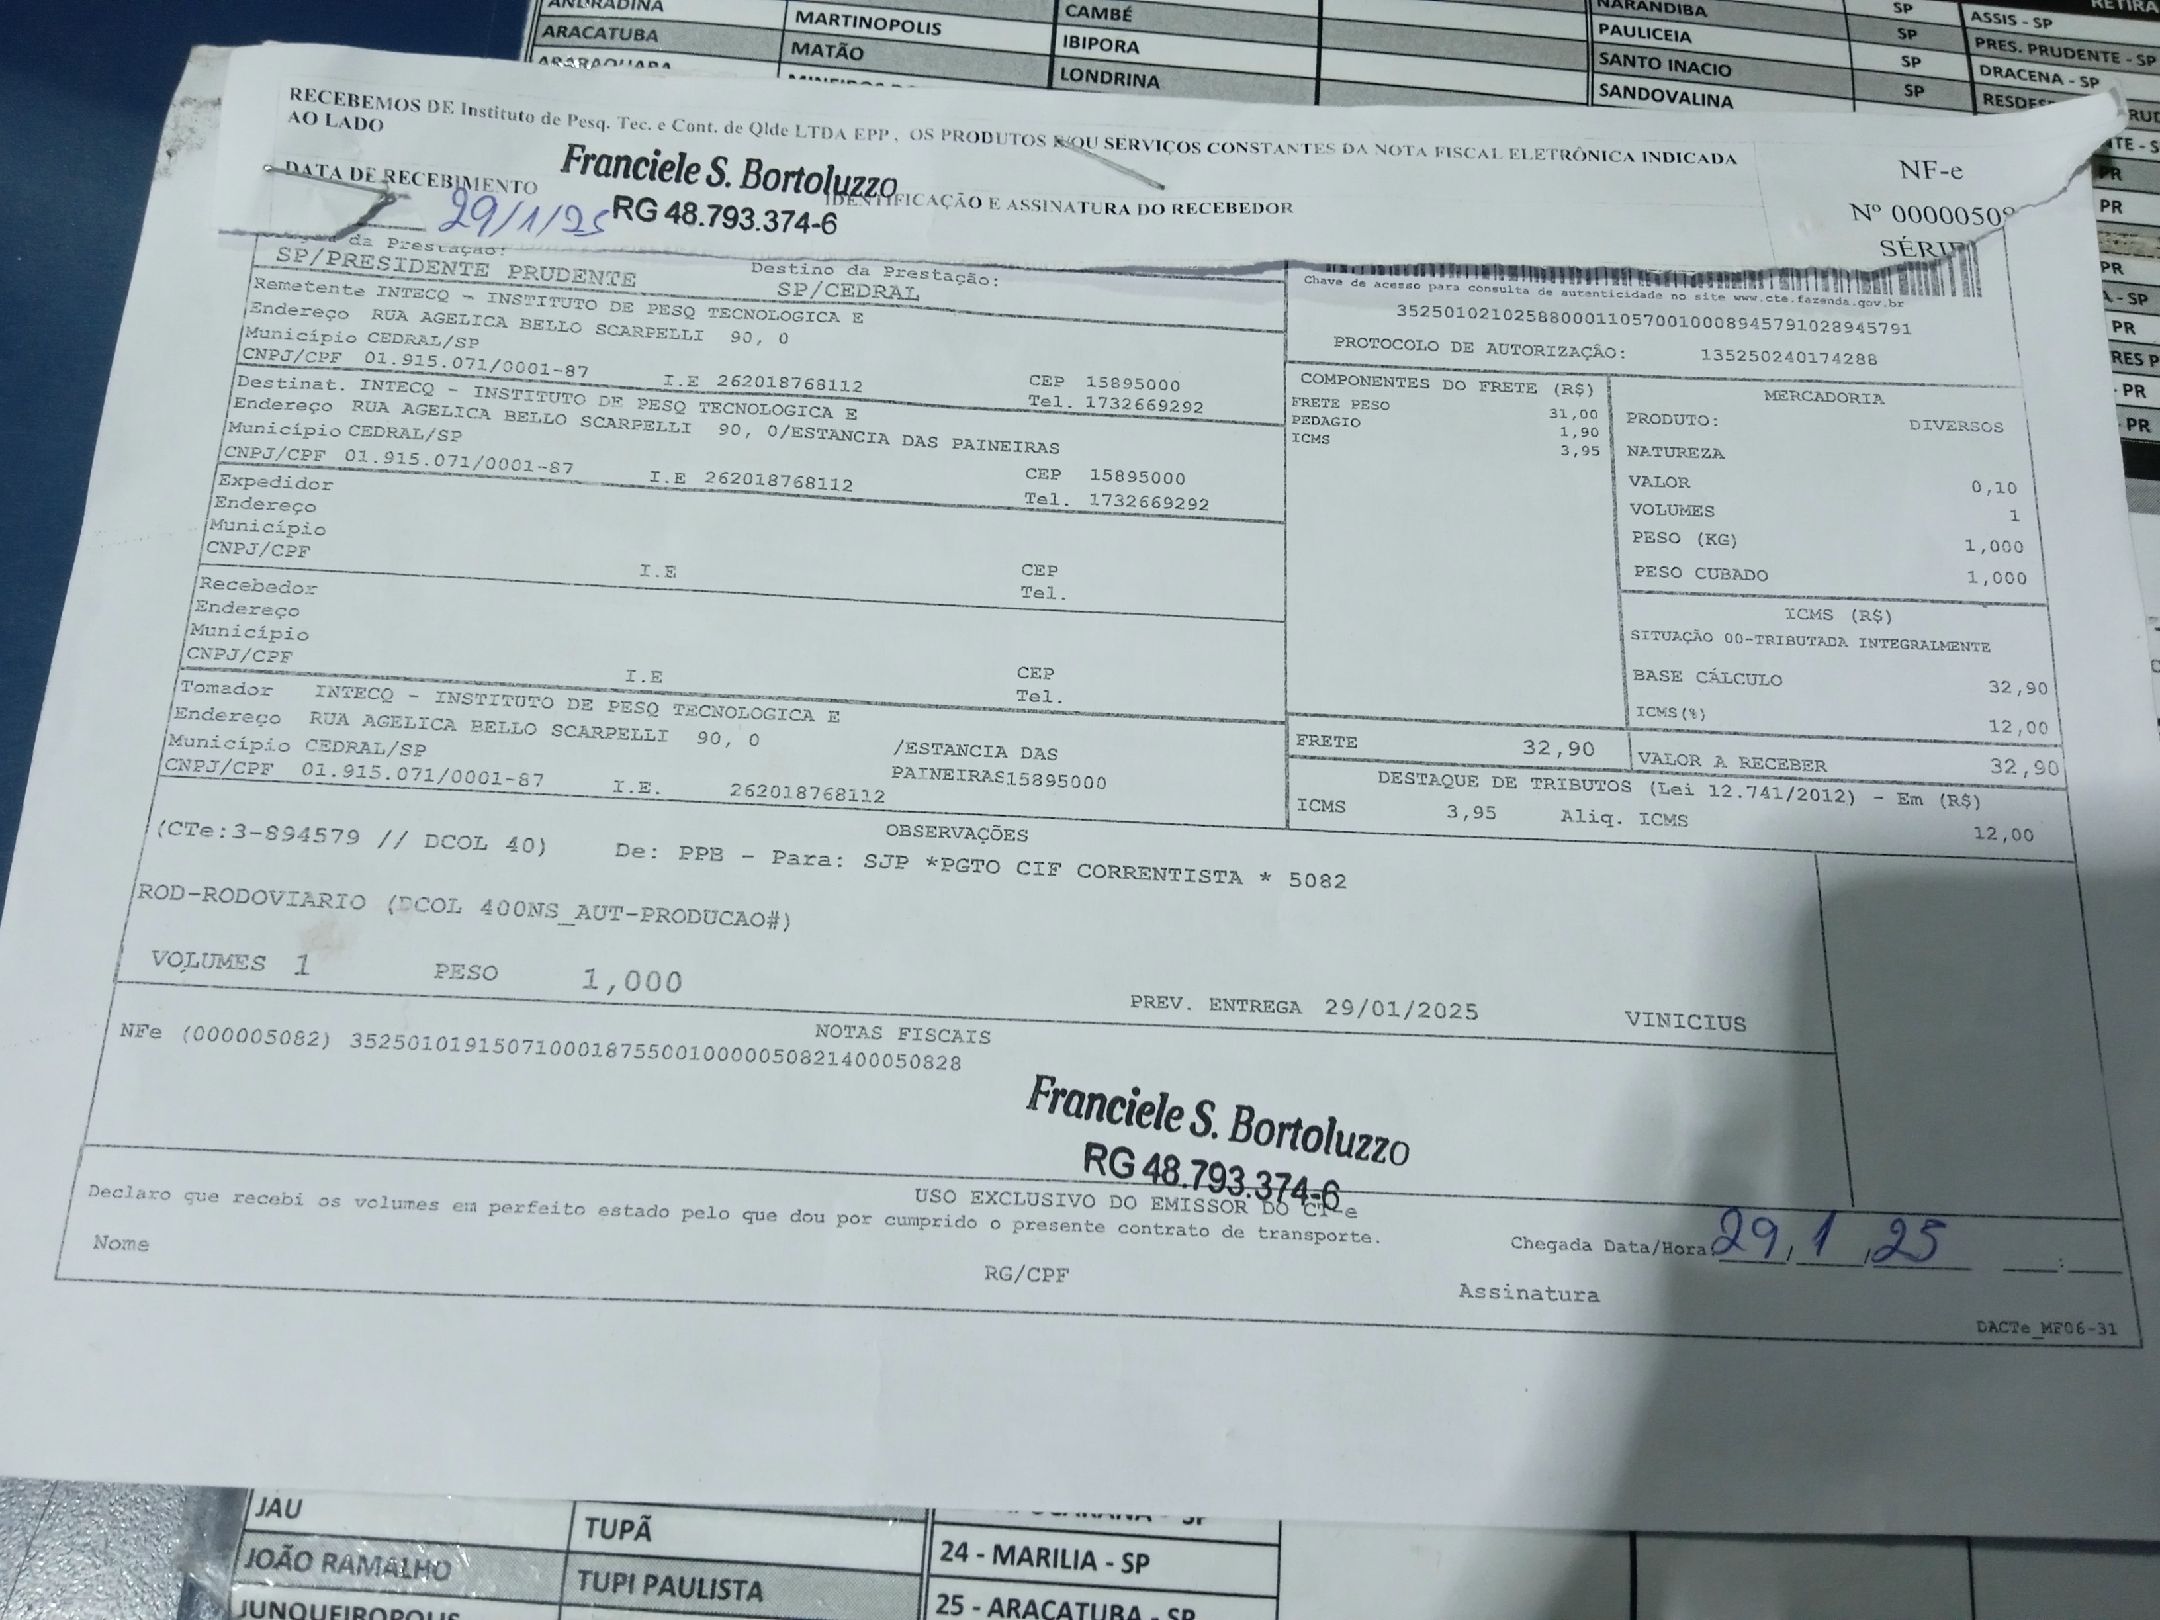 ANDRADINA
ARACATUBA
MARTINOPOLIS
MATÃO
CAMBÉ
IBIPORA
LONDRINA
NARANDIBA
PAULICEIA SP
SANTO INACIO SP
SANDOVALINA SP
SP
ASSIS - SP
PRES. PRUDENTE - SP
DRACENA - SP
RECEBEMOS DE Instituto de Pesq. Tec. e Cont. de Qlde LTDA EPP , OS PRODUTOS E/OU SERVIÇOS CONSTANTES DA NOTA FISCAL ELETRÔNICA INDICADA
AO LADO
NF-e
DATA DE RECEBIMENTO
29/1/25
Franciele S. Bortoluzzo
RG 48.793.374-6
IDENTIFICAÇÃO E ASSINATURA DO RECEBEDOR
Nº 00000508
SÉRIE
da Prestação:
SP/PRESIDENTE PRUDENTE
Destino da Prestação:
SP/CEDRAL
Remetente INTECQ - INSTITUTO DE PESQ TECNOLOGICA E
Endereço RUA AGELICA BELLO SCARPELLI 90, 0
Município CEDRAL/SP CEP 15895000
CNPJ/CPF 01.915.071/0001-87 I.E 262018768112 Tel. 1732669292
Destinat. INTECQ - INSTITUTO DE PESQ TECNOLOGICA E
Endereço RUA AGELICA BELLO SCARPELLI 90, 0/ESTANCIA DAS PAINEIRAS
Município CEDRAL/SP CEP 15895000
CNPJ/CPF 01.915.071/0001-87 I.E 262018768112 Tel. 1732669292
Expedidor
Endereço
Município CEP
CNPJ/CPF I.E Tel.
Recebedor
Endereço
Município CEP
CNPJ/CPF I.E Tel.
Tomador INTECQ - INSTITUTO DE PESQ TECNOLOGICA E
Endereço RUA AGELICA BELLO SCARPELLI 90, 0 /ESTANCIA DAS
Município CEDRAL/SP PAINEIRAS15895000
CNPJ/CPF 01.915.071/0001-87 I.E. 262018768112
Chave de acesso para consulta de autenticidade no site www.cte.fazenda.gov.br
35250102102588000110570010008945791028945791
PROTOCOLO DE AUTORIZAÇÃO: 135250240174288
COMPONENTES DO FRETE (R$)
FRETE PESO 31,00
PEDAGIO 1,90
ICMS 3,95
MERCADORIA
PRODUTO: DIVERSOS
NATUREZA
VALOR 0,10
VOLUMES 1
PESO (KG) 1,000
PESO CUBADO 1,000
ICMS (R$)
SITUAÇÃO 00-TRIBUTADA INTEGRALMENTE
BASE CÁLCULO 32,90
ICMS(%) 12,00
FRETE 32,90 VALOR A RECEBER 32,90
DESTAQUE DE TRIBUTOS (Lei 12.741/2012) - Em (R$)
ICMS 3,95 Aliq. ICMS 12,00
OBSERVAÇÕES
(CTe:3-894579 // DCOL 40) De: PPB - Para: SJP *PGTO CIF CORRENTISTA * 5082
ROD-RODOVIARIO (DCOL 400NS_AUT-PRODUCAO#)
VOLUMES 1 PESO 1,000 PREV. ENTREGA 29/01/2025 VINICIUS
NOTAS FISCAIS
NFe (000005082) 35250101915071000187550010000050821400050828
Franciele S. Bortoluzzo
RG 48.793.374-6
USO EXCLUSIVO DO EMISSOR DO CT-e
Declaro que recebi os volumes em perfeito estado pelo que dou por cumprido o presente contrato de transporte.
Chegada Data/Hora 29, 1, 25 :
Nome RG/CPF Assinatura
DACTe_MF06-31
JAU
JOÃO RAMALHO
JUNQUEIROPOLIS
TUPÃ
TUPI PAULISTA
24 - MARILIA - SP
25 - ARACATUBA - SP